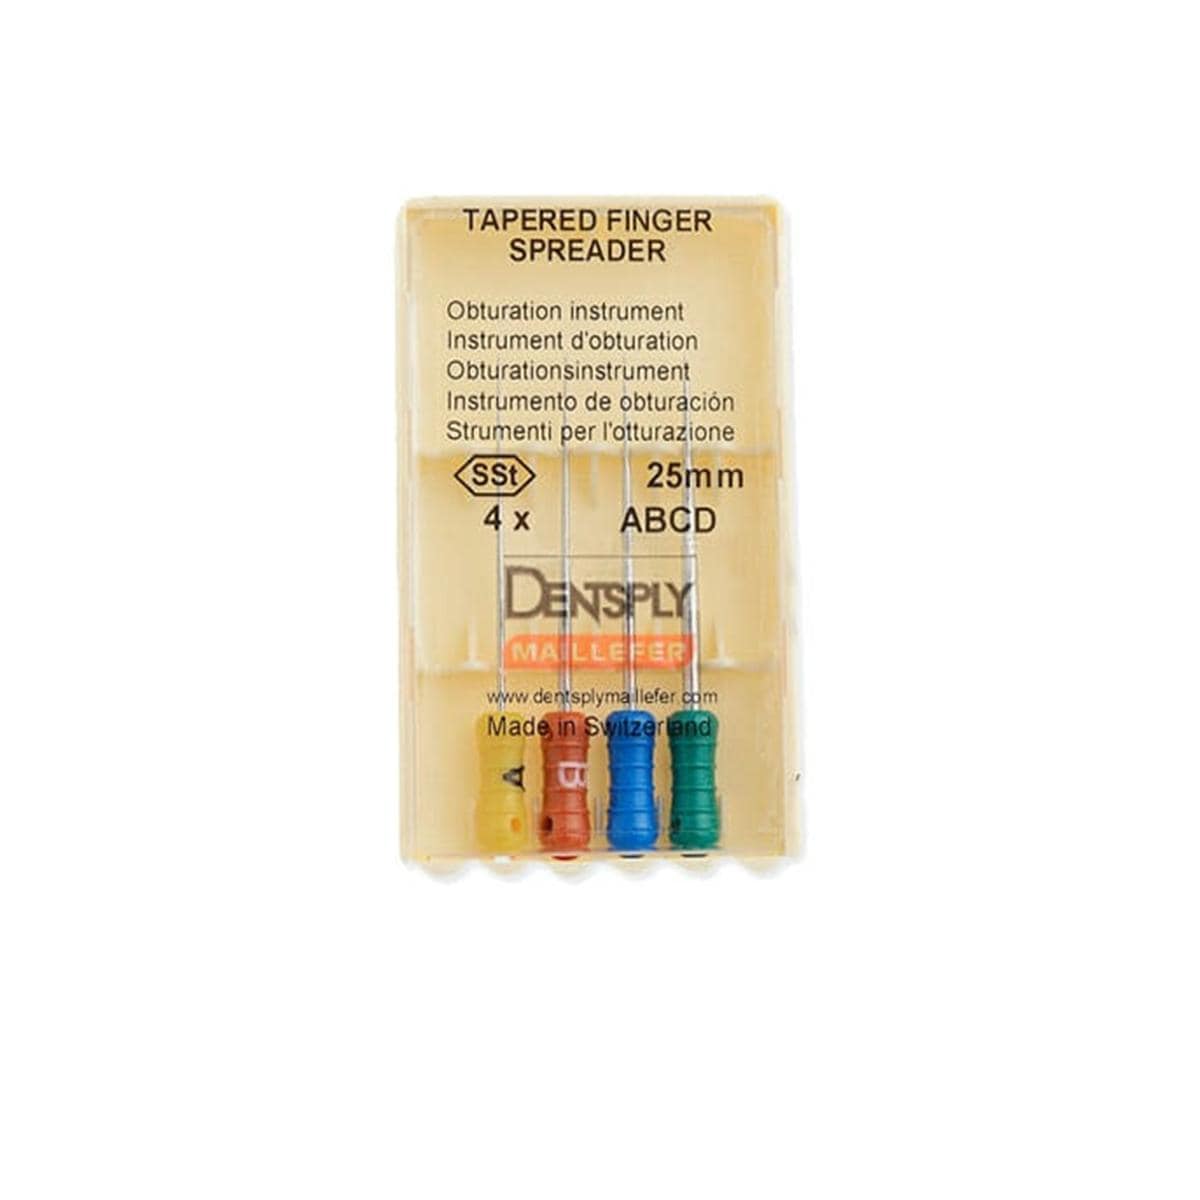 TAPERED FINGER
SPREADER
Obturation instrument
Instrument d'obturation
Obturationsinstrument
Instrumento de obturación
Strumenti per l'otturazione
SSt 25mm
4 x ABCD
DENTSPLY
MAILLEFER
www.dentsplymaillefer.com
Made in Switzerland
A B